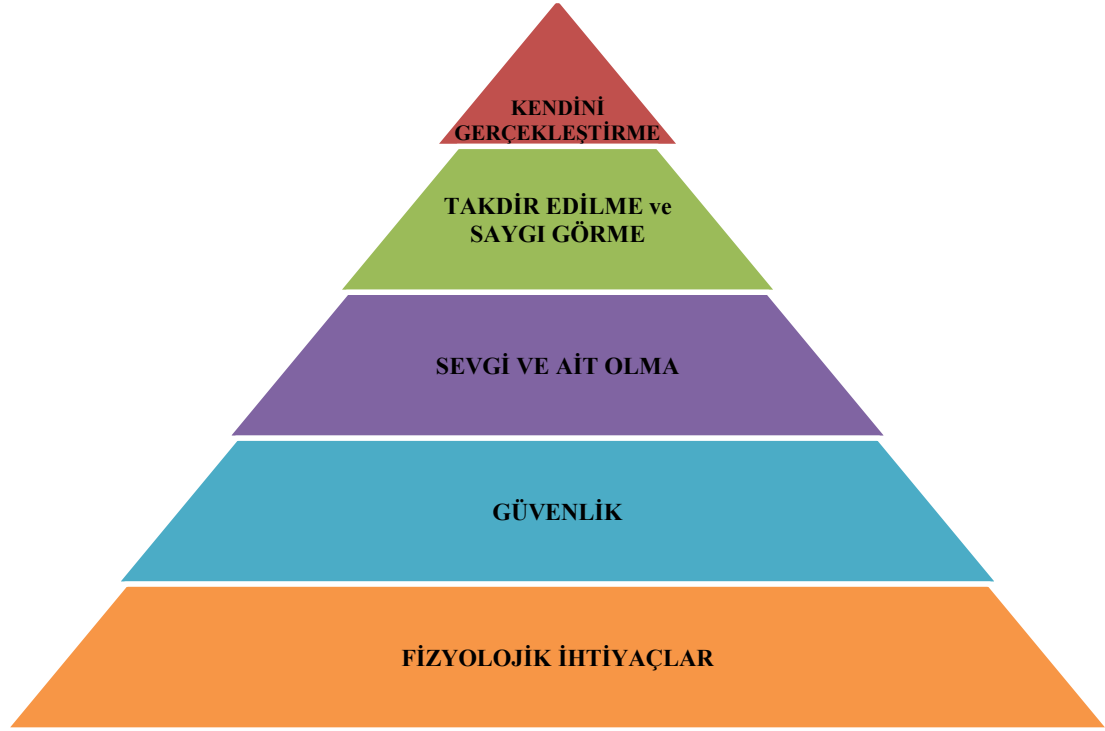 KENDİNİ
GERÇEKLEŞTİRME
TAKDİR EDİLME ve
SAYGI GÖRME
SEVGİ VE AİT OLMA
GÜVENLİK
FİZYOLOJİK İHTİYAÇLAR